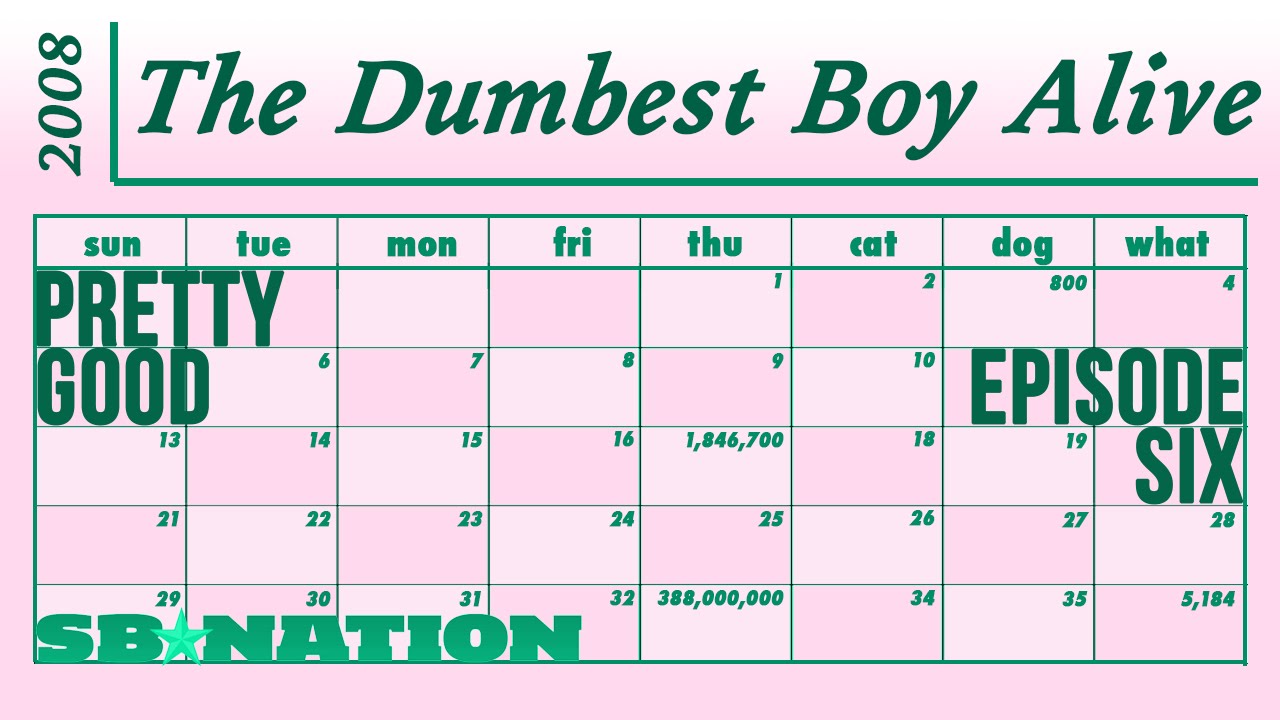 2008
The Dumbest Boy Alive
sun tue mon fri thu cat dog what
PRETTY
1 2 800 4
GOOD
6 7 8 9 10
EPISODE
13 14 15 16 1,846,700 18 19
SIX
21 22 23 24 25 26 27 28
29 30 31 32 388,000,000 34 35 5,184
SB NATION